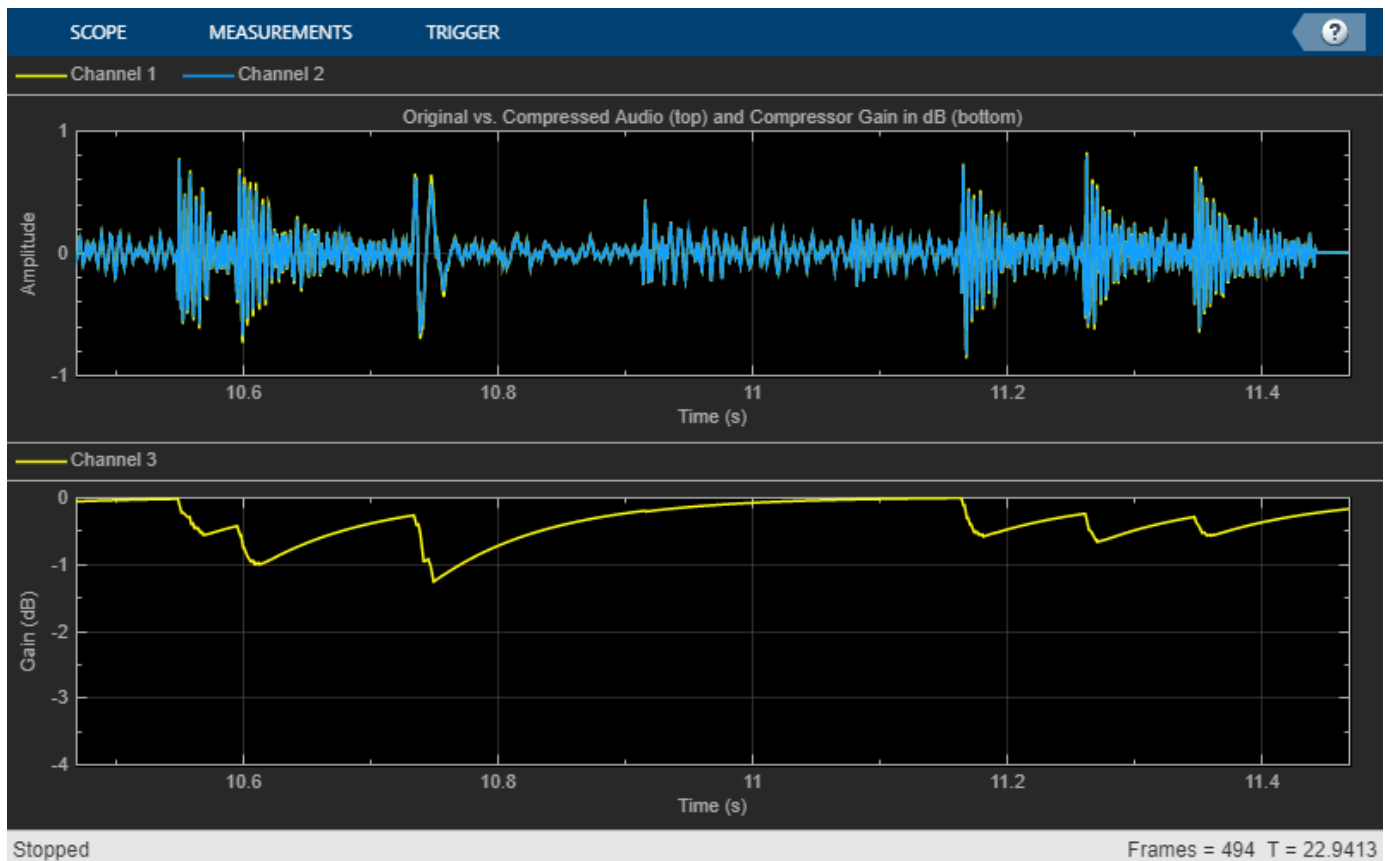 SCOPE MEASUREMENTS TRIGGER ?
Channel 1 Channel 2
Original vs. Compressed Audio (top) and Compressor Gain in dB (bottom)
1
0
-1
Amplitude
10.6 10.8 11 11.2 11.4
Time (s)
Channel 3
0
-1
-2
-3
-4
Gain (dB)
10.6 10.8 11 11.2 11.4
Time (s)
Stopped Frames = 494 T = 22.9413